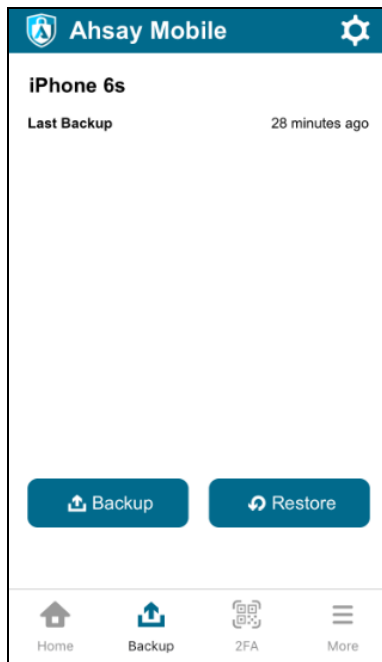 Ahsay Mobile
iPhone 6s
Last Backup 28 minutes ago
Backup Restore
Home Backup 2FA More